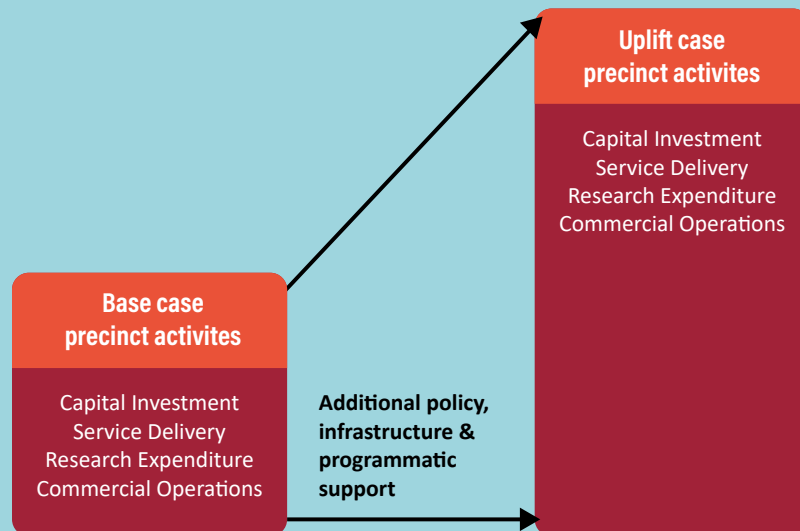 Uplift case
precinct activites
Capital Investment
Service Delivery
Research Expenditure
Commercial Operations
Base case
precinct activites
Capital Investment
Service Delivery
Research Expenditure
Commercial Operations
Additional policy,
infrastructure &
programmatic
support